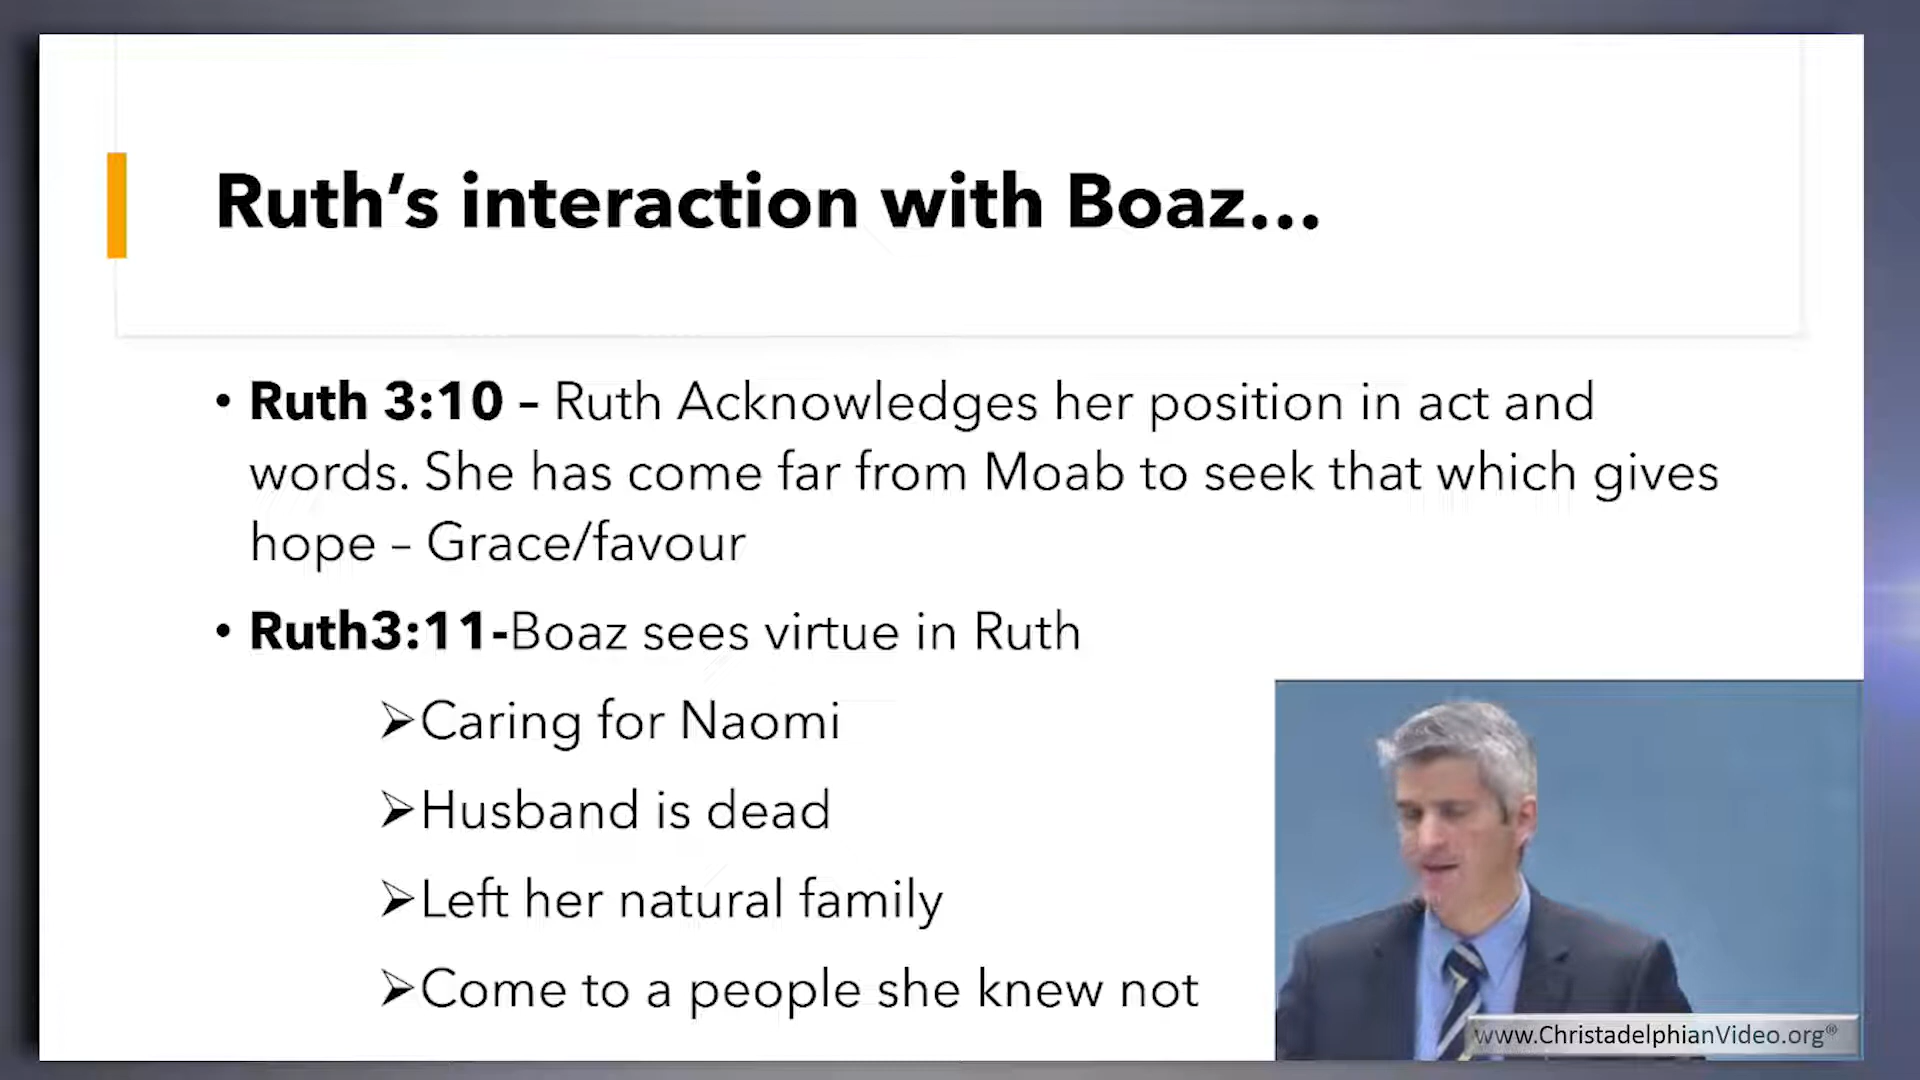 Ruth’s interaction with Boaz...
• Ruth 3:10 – Ruth Acknowledges her position in act and
words. She has come far from Moab to seek that which gives
hope – Grace/favour
• Ruth3:11-Boaz sees virtue in Ruth
➢Caring for Naomi
➢Husband is dead
➢Left her natural family
➢Come to a people she knew not
www.ChristadelphianVideo.org®